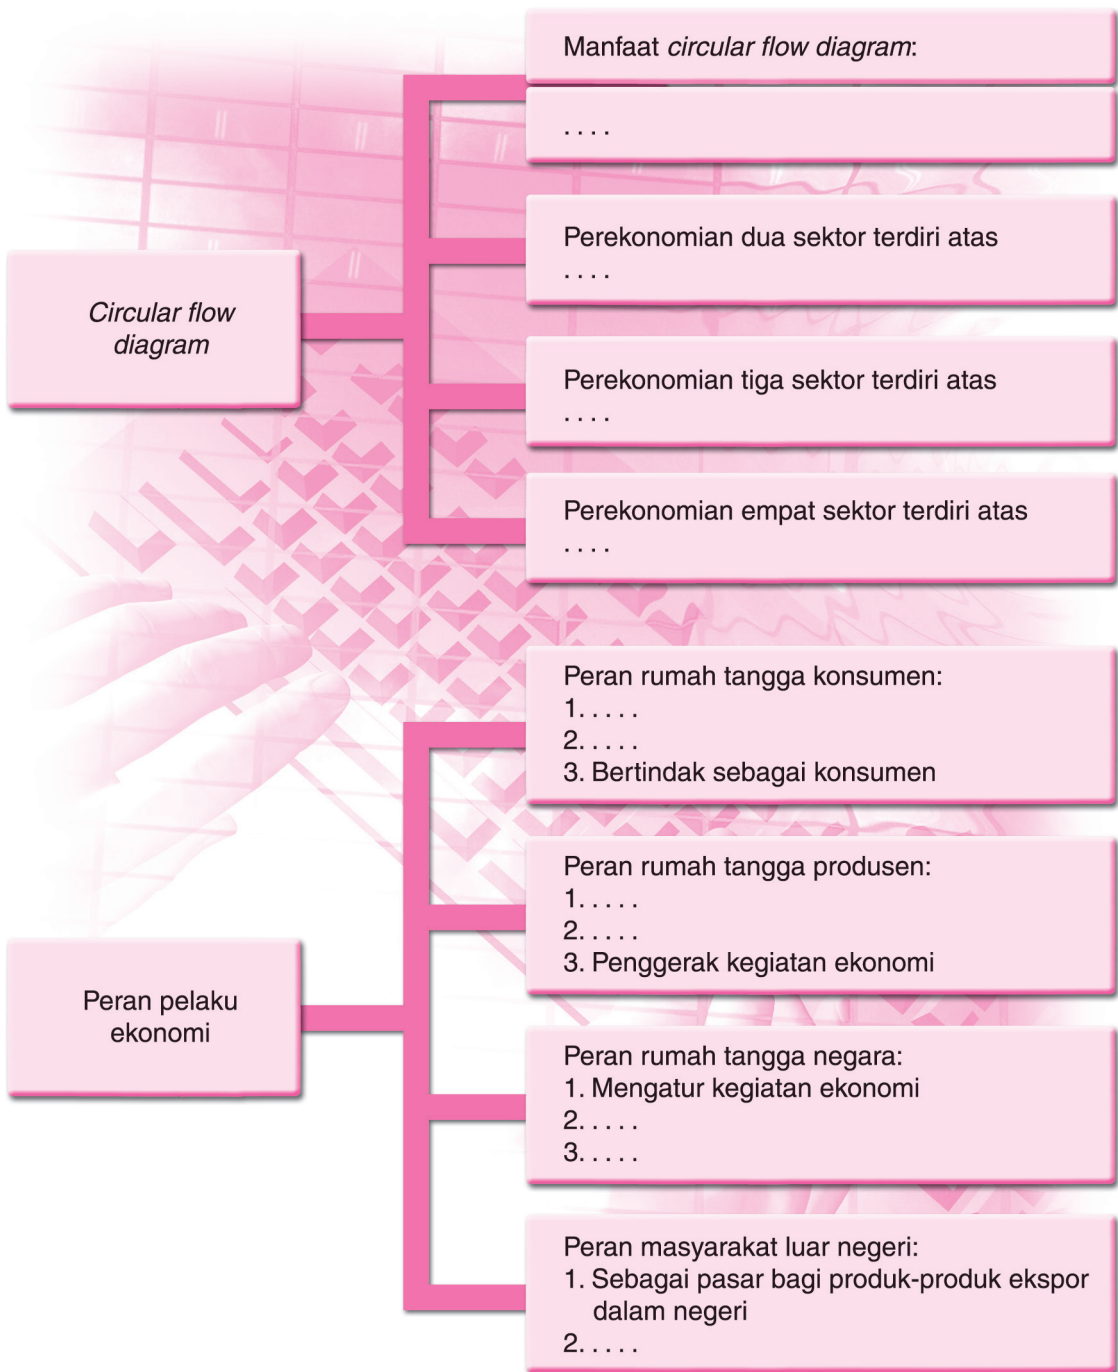 Manfaat circular flow diagram:
. . . .
Circular flow
diagram
Perekonomian dua sektor terdiri atas
. . . .
Perekonomian tiga sektor terdiri atas
. . . .
Perekonomian empat sektor terdiri atas
. . . .
Peran pelaku
ekonomi
Peran rumah tangga konsumen:
1. . . . .
2. . . . .
3. Bertindak sebagai konsumen
Peran rumah tangga produsen:
1. . . . .
2. . . . .
3. Penggerak kegiatan ekonomi
Peran rumah tangga negara:
1. Mengatur kegiatan ekonomi
2. . . . .
3. . . . .
Peran masyarakat luar negeri:
1. Sebagai pasar bagi produk-produk ekspor
dalam negeri
2. . . . .